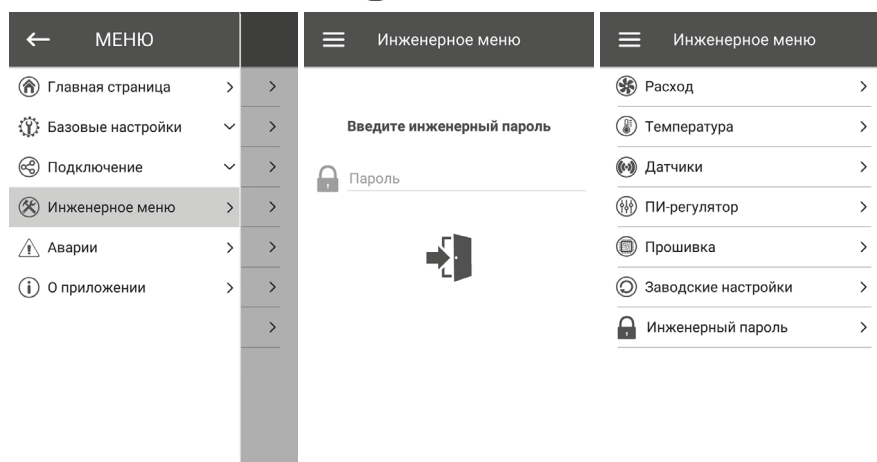 МЕНЮ
Главная страница
Базовые настройки
Подключение
Инженерное меню
Аварии
О приложении
Инженерное меню
Введите инженерный пароль
Пароль
Инженерное меню
Расход
Температура
Датчики
ПИ-регулятор
Прошивка
Заводские настройки
Инженерный пароль